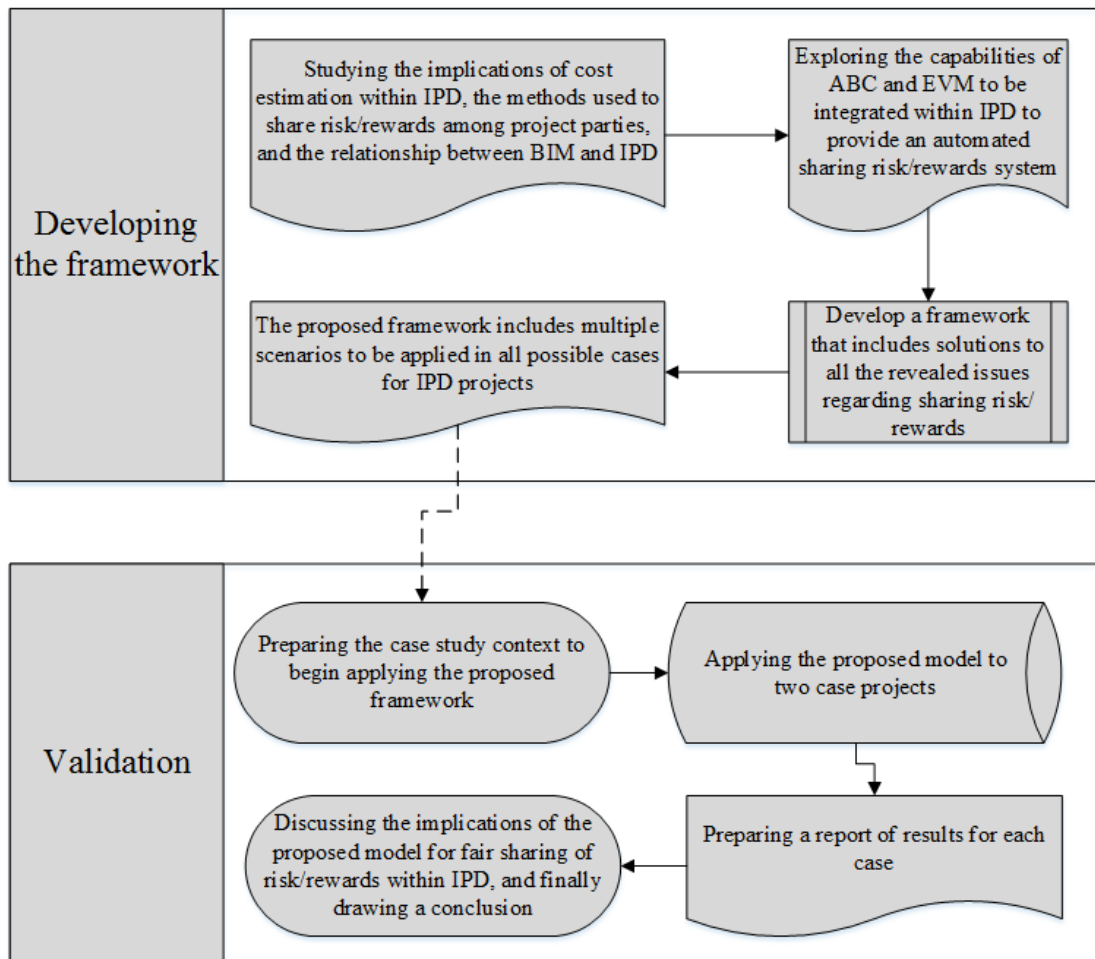 Developing
the framework
Studying the implications of cost
estimation within IPD, the methods used to
share risk/rewards among project parties,
and the relationship between BIM and IPD
Exploring the capabilities of
ABC and EVM to be
integrated within IPD to
provide an automated
sharing risk/rewards system
Develop a framework
that includes solutions to
all the revealed issues
regarding sharing risk/
rewards
The proposed framework includes multiple
scenarios to be applied in all possible cases
for IPD projects
Validation
Preparing the case study context to
begin applying the proposed
framework
Applying the proposed model to
two case projects
Preparing a report of results for each
case
Discussing the implications of the
proposed model for fair sharing of
risk/rewards within IPD, and finally
drawing a conclusion